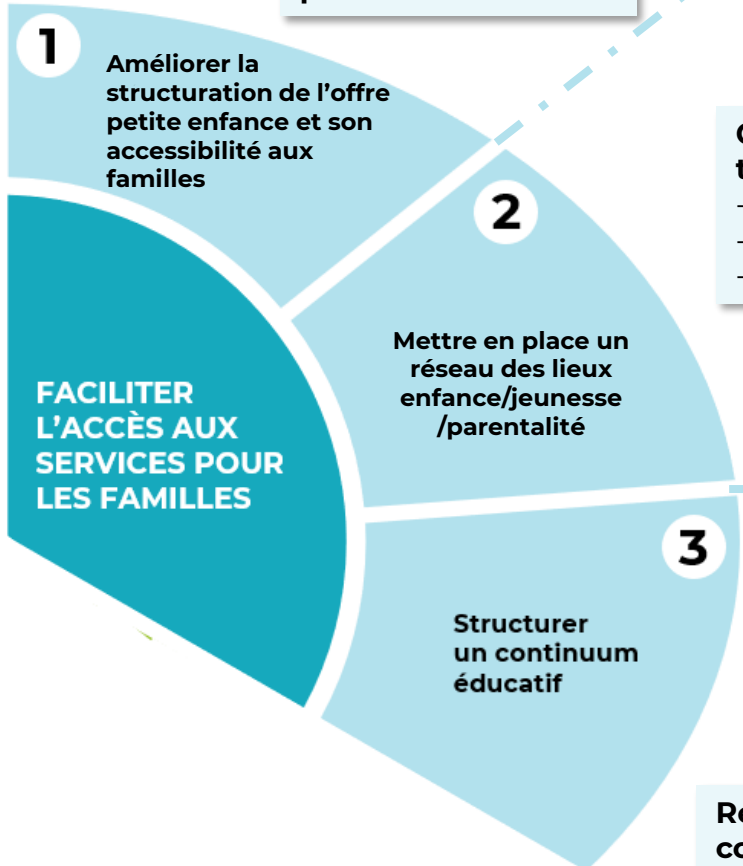 1
Améliorer la
structuration de l'offre
petite enfance et son
accessibilité aux
familles
2
Mettre en place un
réseau des lieux
enfance/jeunesse
/parentalité
FACILITER
L'ACCÈS AUX
SERVICES POUR
LES FAMILLES
3
Structurer
un continuum
éducatif